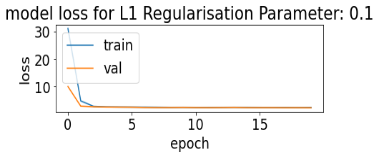 model loss for L1 Regularisation Parameter: 0.1
30
20
10
loss
train
val
0 5 10 15
epoch